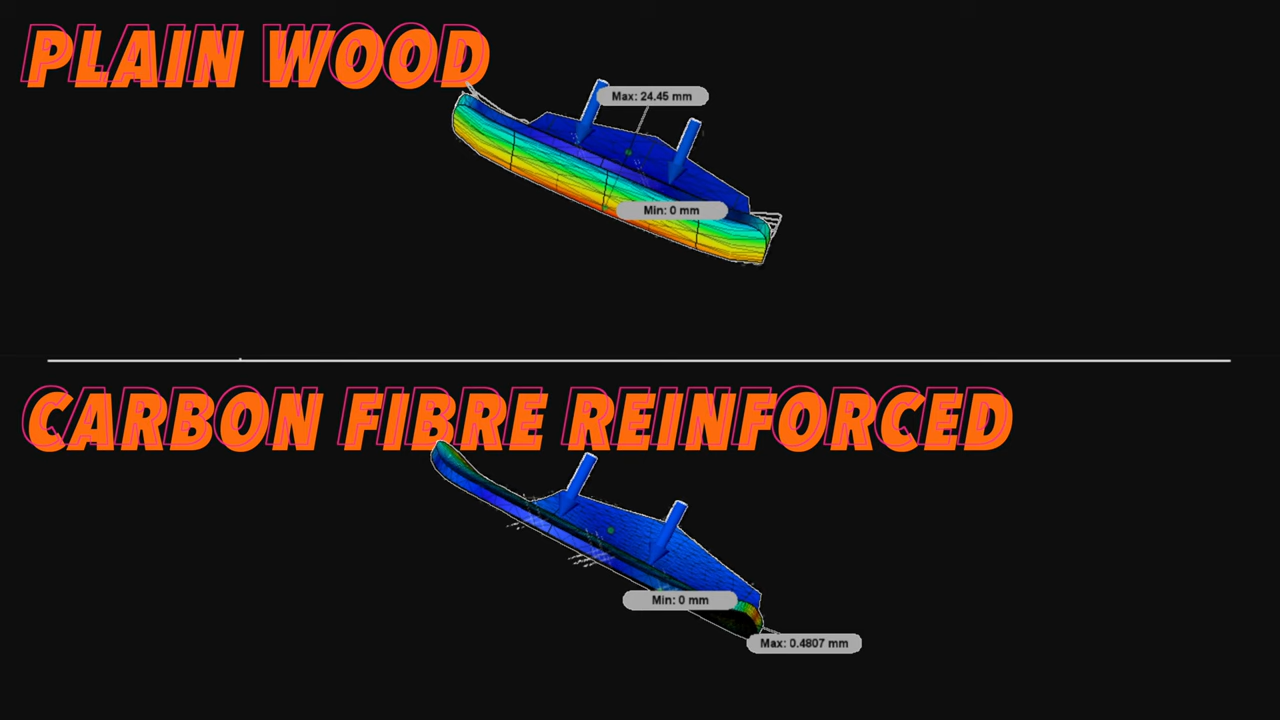 PLAIN WOOD
Max: 24.45 mm
Min: 0 mm
CARBON FIBRE REINFORCED
Min: 0 mm
Max: 0.4807 mm